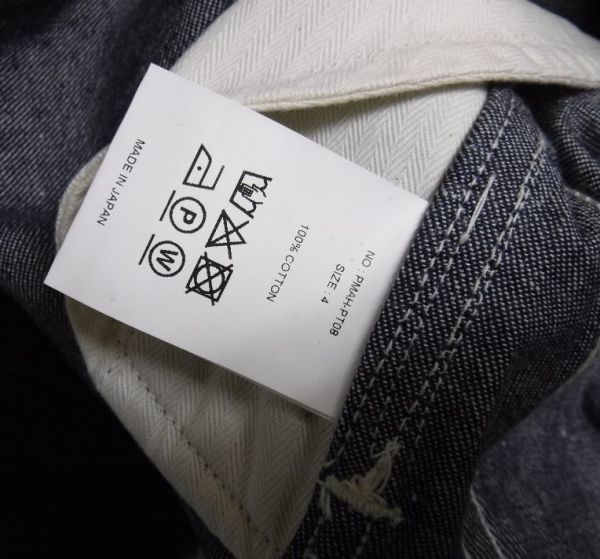 NO : PMAH-PT08
SIZE : 4
100% COTTON
P
W
MADE IN JAPAN